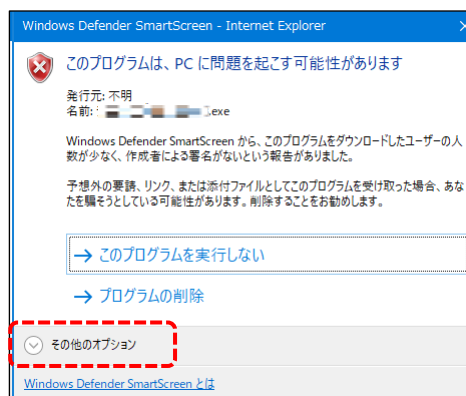 Windows Defender SmartScreen - Internet Explorer
このプログラムは、PC に問題を起こす可能性があります
発行元: 不明
名前:
.exe
Windows Defender SmartScreen から、このプログラムをダウンロードしたユーザーの人
数が少なく、作成者による署名がないという報告がありました。
予想外の要請、リンク、または添付ファイルとしてこのプログラムを受け取った場合、あな
たを騙そうとしている可能性があります。削除することをお勧めします。
→ このプログラムを実行しない
→ プログラムの削除
その他のオプション
Windows Defender SmartScreen とは